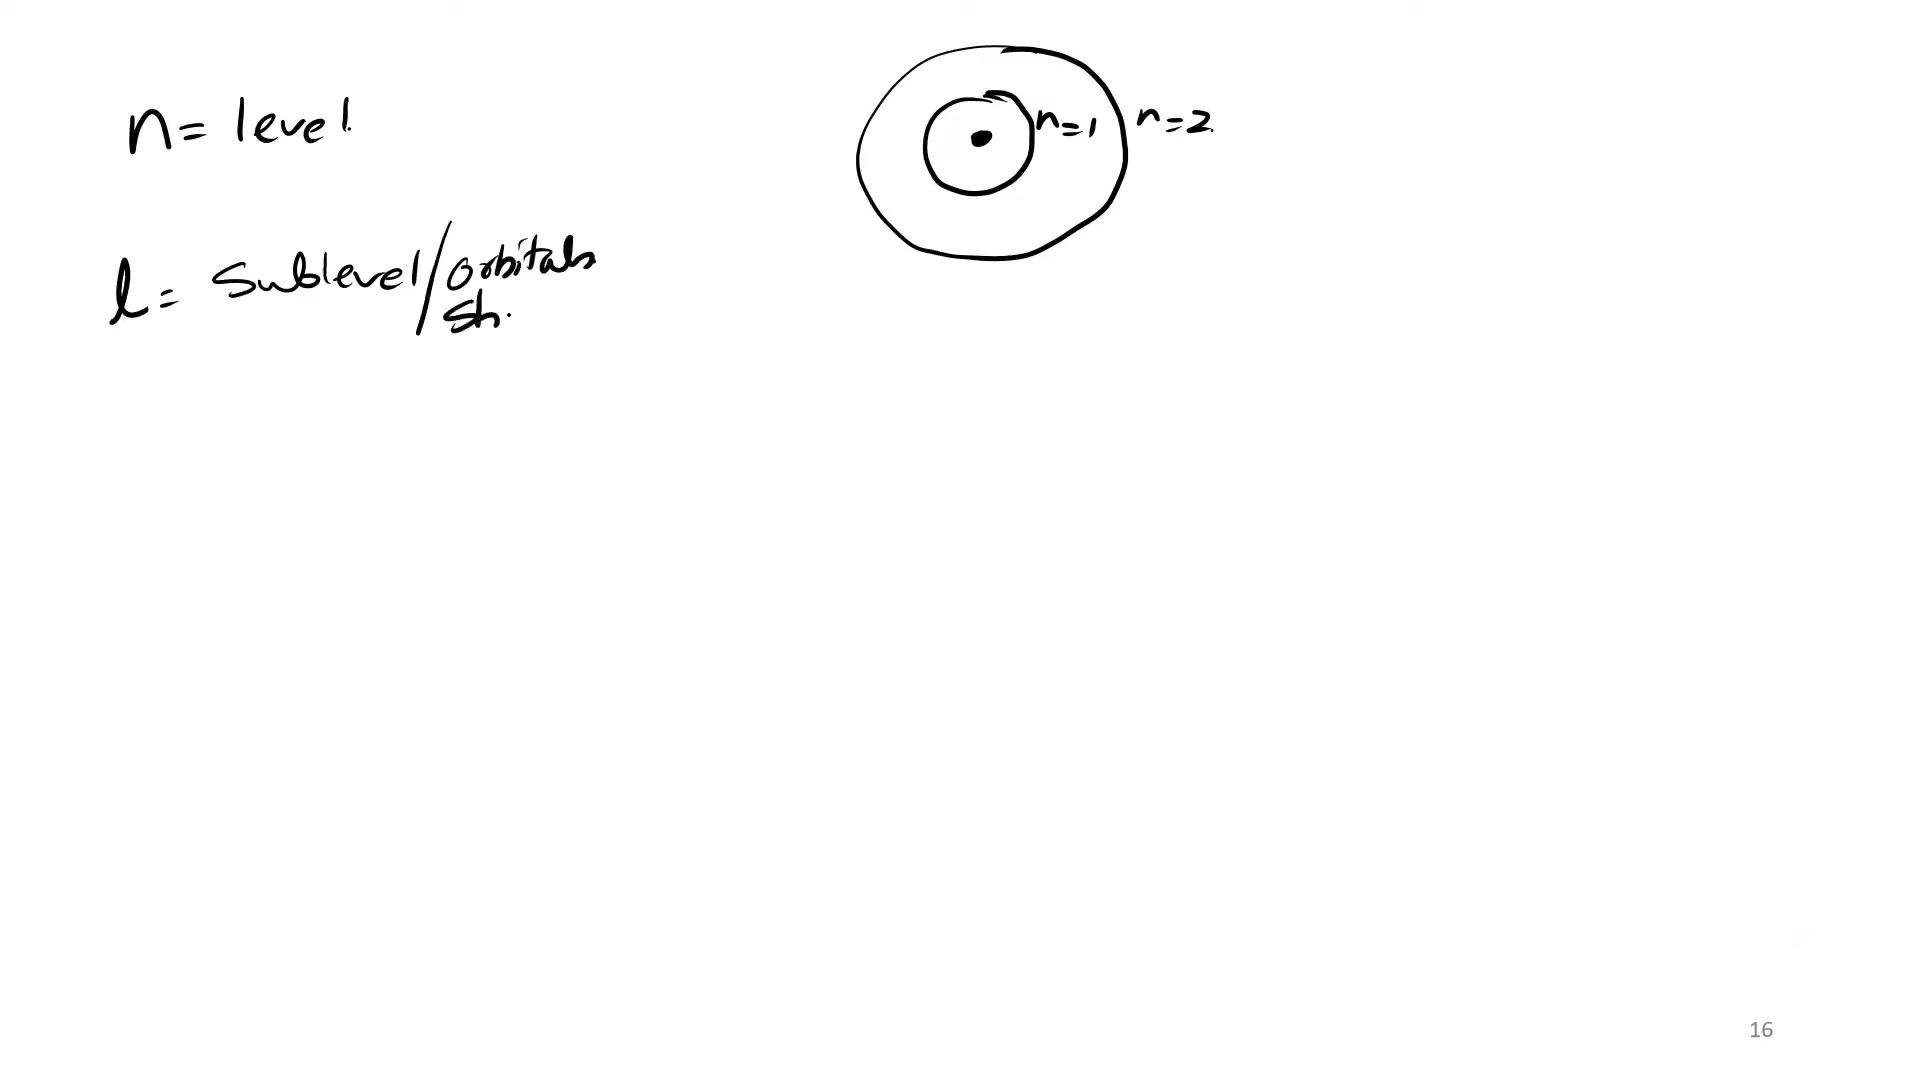 n = level
n=1 n=2
l = Sublevel/orbitals
Sh.
16